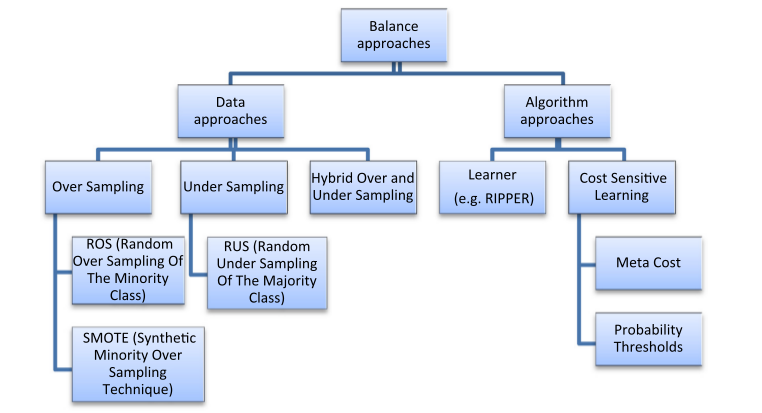 Balance
approaches
Data
approaches
Algorithm
approaches
Over Sampling
Under Sampling
Hybrid Over and
Under Sampling
Learner
(e.g. RIPPER)
Cost Sensitive
Learning
ROS (Random
Over Sampling Of
The Minority
Class)
RUS (Random
Under Sampling
Of The Majority
Class)
Meta Cost
SMOTE (Synthetic
Minority Over
Sampling
Technique)
Probability
Thresholds